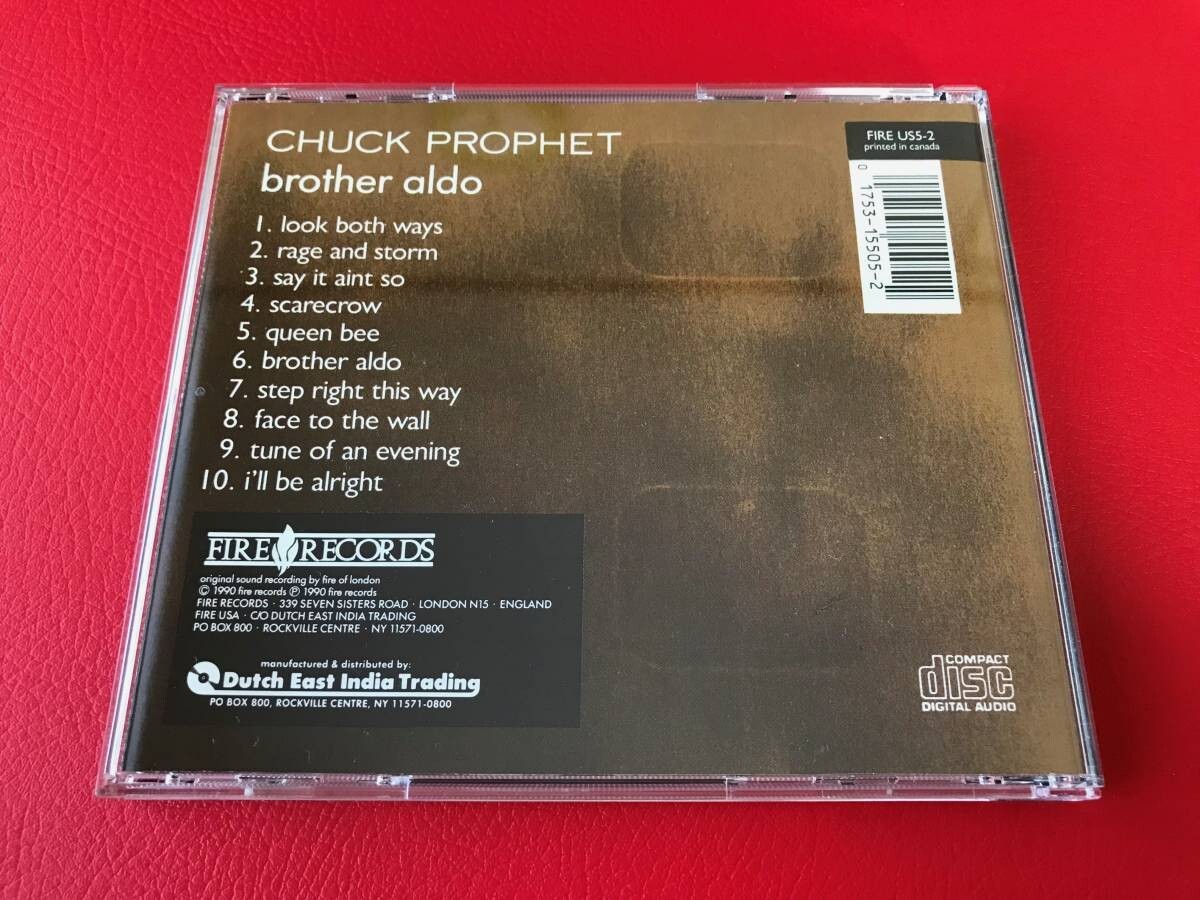 CHUCK PROPHET
brother aldo
1. look both ways
2. rage and storm
3. say it aint so
4. scarecrow
5. queen bee
6. brother aldo
7. step right this way
8. face to the wall
9. tune of an evening
10. i'll be alright
FIRE US5-2
printed in canada
0 1753-15505-2
FIRE RECORDS
original sound recording by fire of london
© 1990 fire records ℗ 1990 fire records
FIRE RECORDS · 339 SEVEN SISTERS ROAD · LONDON N15 · ENGLAND
FIRE USA · C/O DUTCH EAST INDIA TRADING
PO BOX 800 · ROCKVILLE CENTRE · NY 11571-0800
manufactured & distributed by:
Dutch East India Trading
PO BOX 800, ROCKVILLE CENTRE, NY 11571-0800
COMPACT
disc
DIGITAL AUDIO